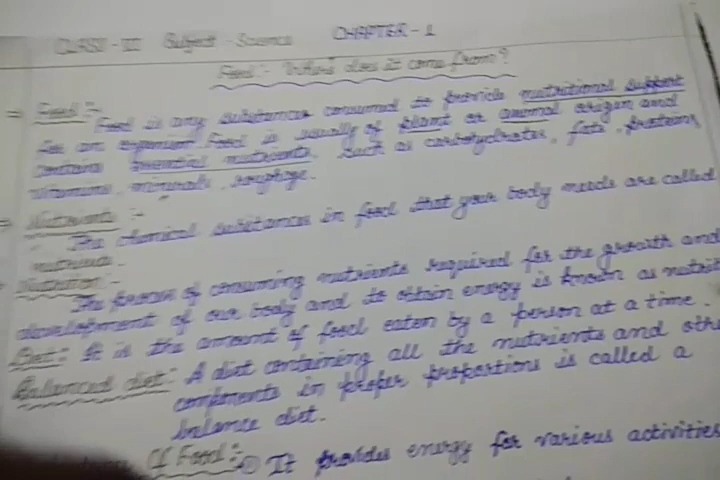 CLASS - VI Subject - Science CHAPTER - 1
Food :- Where does it come from?
= Food :-
Food is any substances consumed to provide nutritional support
for an organism. Food is usually of plant or animal origin and
contains essential nutrients. Such as carbohydrates, fats, proteins,
vitamins, minerals, roughage.
= Nutrients :-
The chemical substances in food that your body needs are called
nutrients.
Nutrition :-
The process of consuming nutrients required for the growth and
development of our body and to obtain energy is known as nutrit
Diet : It is the amount of food eaten by a person at a time.
Balanced diet : A diet containing all the nutrients and othe
components in proper proportions is called a
balance diet.
Of Food :- ① It provides energy for various activities